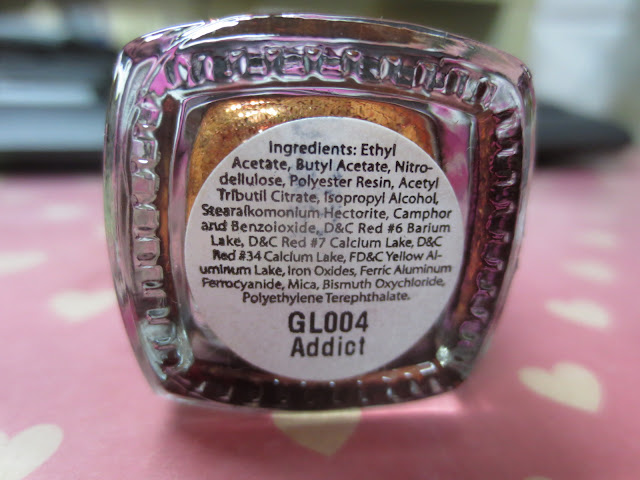 Ingredients: Ethyl
Acetate, Butyl Acetate, Nitro-
dellulose, Polyester Resin, Acetyl
Tributil Citrate, Isopropyl Alcohol,
Stearalkomonium Hectorite, Camphor
and Benzoioxide, D&C Red #6 Barium
Lake, D&C Red #7 Calcium Lake, D&C
Red #34 Calcium Lake, FD&C Yellow Al-
uminum Lake, Iron Oxides, Ferric Aluminum
Ferrocyanide, Mica, Bismuth Oxychloride,
Polyethylene Terephthalate.
GL004
Addict